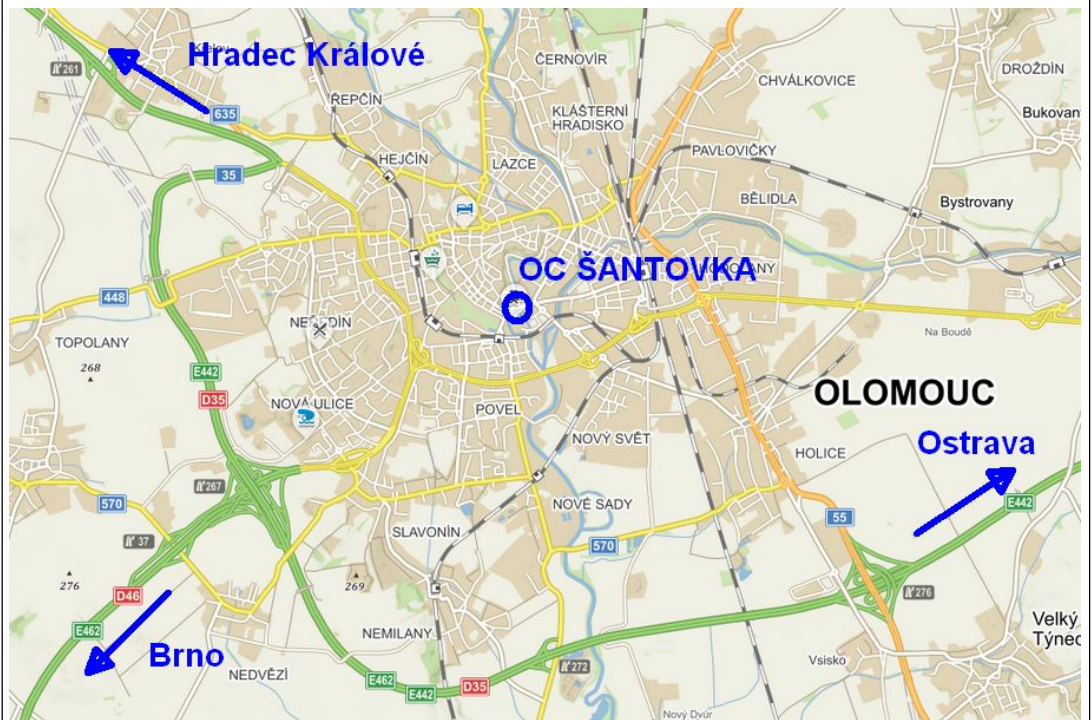 Hradec Králové
ČERNOVÍR
DROŽDÍN
261
CHVÁLKOVICE
ŘEPČÍN
KLÁŠTERNÍ
HRADISKO
635
Bukovan
PAVLOVIČKY
HEJČÍN
LAZCE
35
BĚLIDLA
Bystrovany
OC ŠANTOVKA
448
Na Boudě
TOPOLANY
268
E442
D35
OLOMOUC
NOVÁ ULICE
POVEL
NOVÝ SVĚT
Ostrava
HOLICE
267
570
NOVÉ SADY
E442
55
SLAVONÍN
37
570
276
269
D46
276
E462
NEMILANY
Velký
Týnec
Brno
NEDVĚZÍ
Vsisko
272
E462
E442
D35
Nový Dvůr